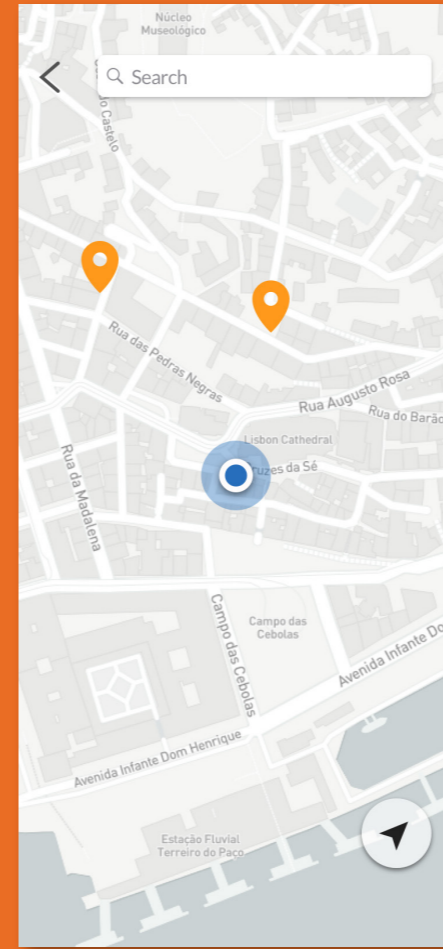 Núcleo
Museológico
Search
do Castelo
Rua das Pedras Negras
Rua Augusto Rosa
Rua do Barão
Lisbon Cathedral
Cruzes da Sé
Rua da Madalena
Campo das Cebolas
Campo das
Cebolas
Avenida Infante Do
Avenida Infante Dom Henrique
Estação Fluvial
Terreiro do Paço